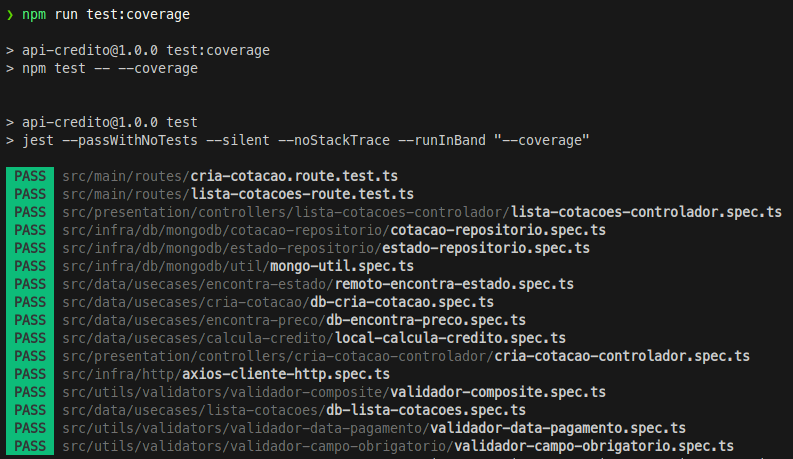 ❯ npm run test:coverage
> api-credito@1.0.0 test:coverage
> npm test -- --coverage
> api-credito@1.0.0 test
> jest --passWithNoTests --silent --noStackTrace --runInBand "--coverage"
PASS src/main/routes/cria-cotacao.route.test.ts
PASS src/main/routes/lista-cotacoes-route.test.ts
PASS src/presentation/controllers/lista-cotacoes-controlador/lista-cotacoes-controlador.spec.ts
PASS src/infra/db/mongodb/cotacao-repositorio/cotacao-repositorio.spec.ts
PASS src/infra/db/mongodb/estado-repositorio/estado-repositorio.spec.ts
PASS src/infra/db/mongodb/util/mongo-util.spec.ts
PASS src/data/usecases/encontra-estado/remoto-encontra-estado.spec.ts
PASS src/data/usecases/cria-cotacao/db-cria-cotacao.spec.ts
PASS src/data/usecases/encontra-preco/db-encontra-preco.spec.ts
PASS src/data/usecases/calcula-credito/local-calcula-credito.spec.ts
PASS src/presentation/controllers/cria-cotacao-controlador/cria-cotacao-controlador.spec.ts
PASS src/infra/http/axios-cliente-http.spec.ts
PASS src/utils/validators/validador-composite/validador-composite.spec.ts
PASS src/data/usecases/lista-cotacoes/db-lista-cotacoes.spec.ts
PASS src/utils/validators/validador-data-pagamento/validador-data-pagamento.spec.ts
PASS src/utils/validators/validador-campo-obrigatorio/validador-campo-obrigatorio.spec.ts